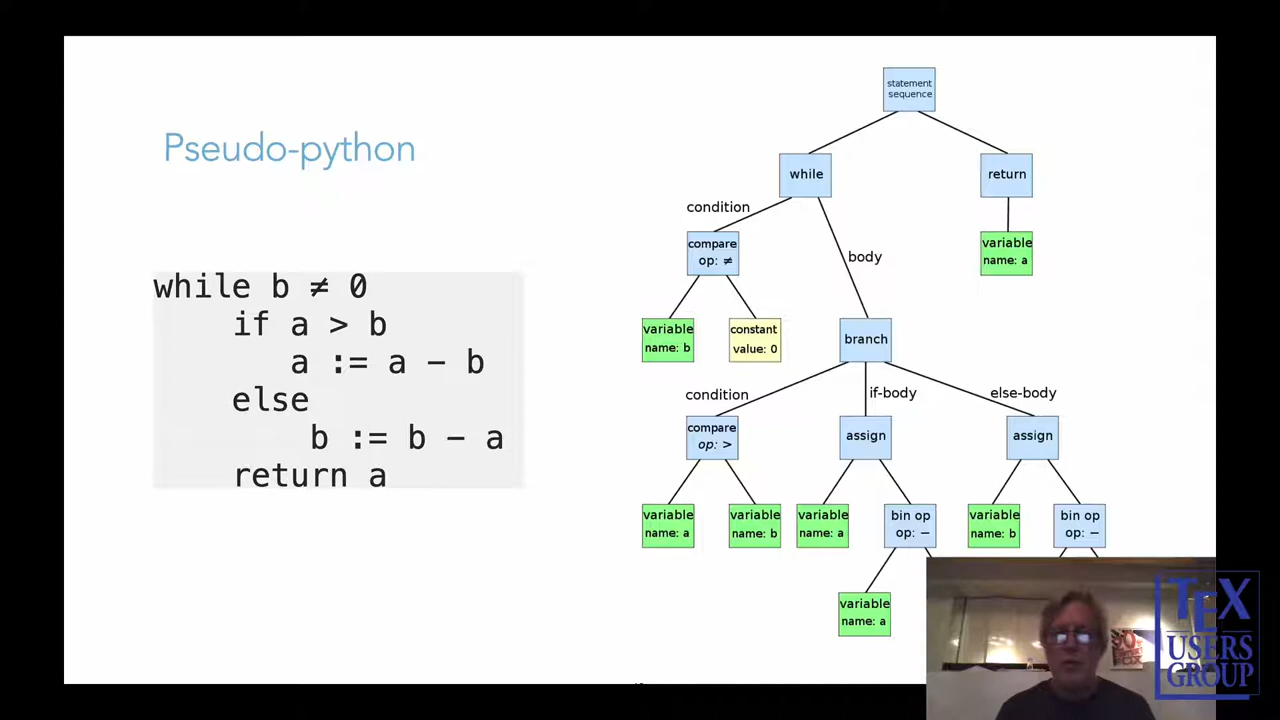 Pseudo-python
while b ≠ 0
if a > b
a := a − b
else
b := b − a
return a
statement
sequence
while
return
condition
compare
op: ≠
body
variable
name: a
variable
name: b
constant
value: 0
branch
condition
if-body
else-body
compare
op: >
assign
assign
variable
name: a
variable
name: b
variable
name: a
bin op
op: −
variable
name: b
bin op
op: −
variable
name: a
TEX
USERS
GROUP